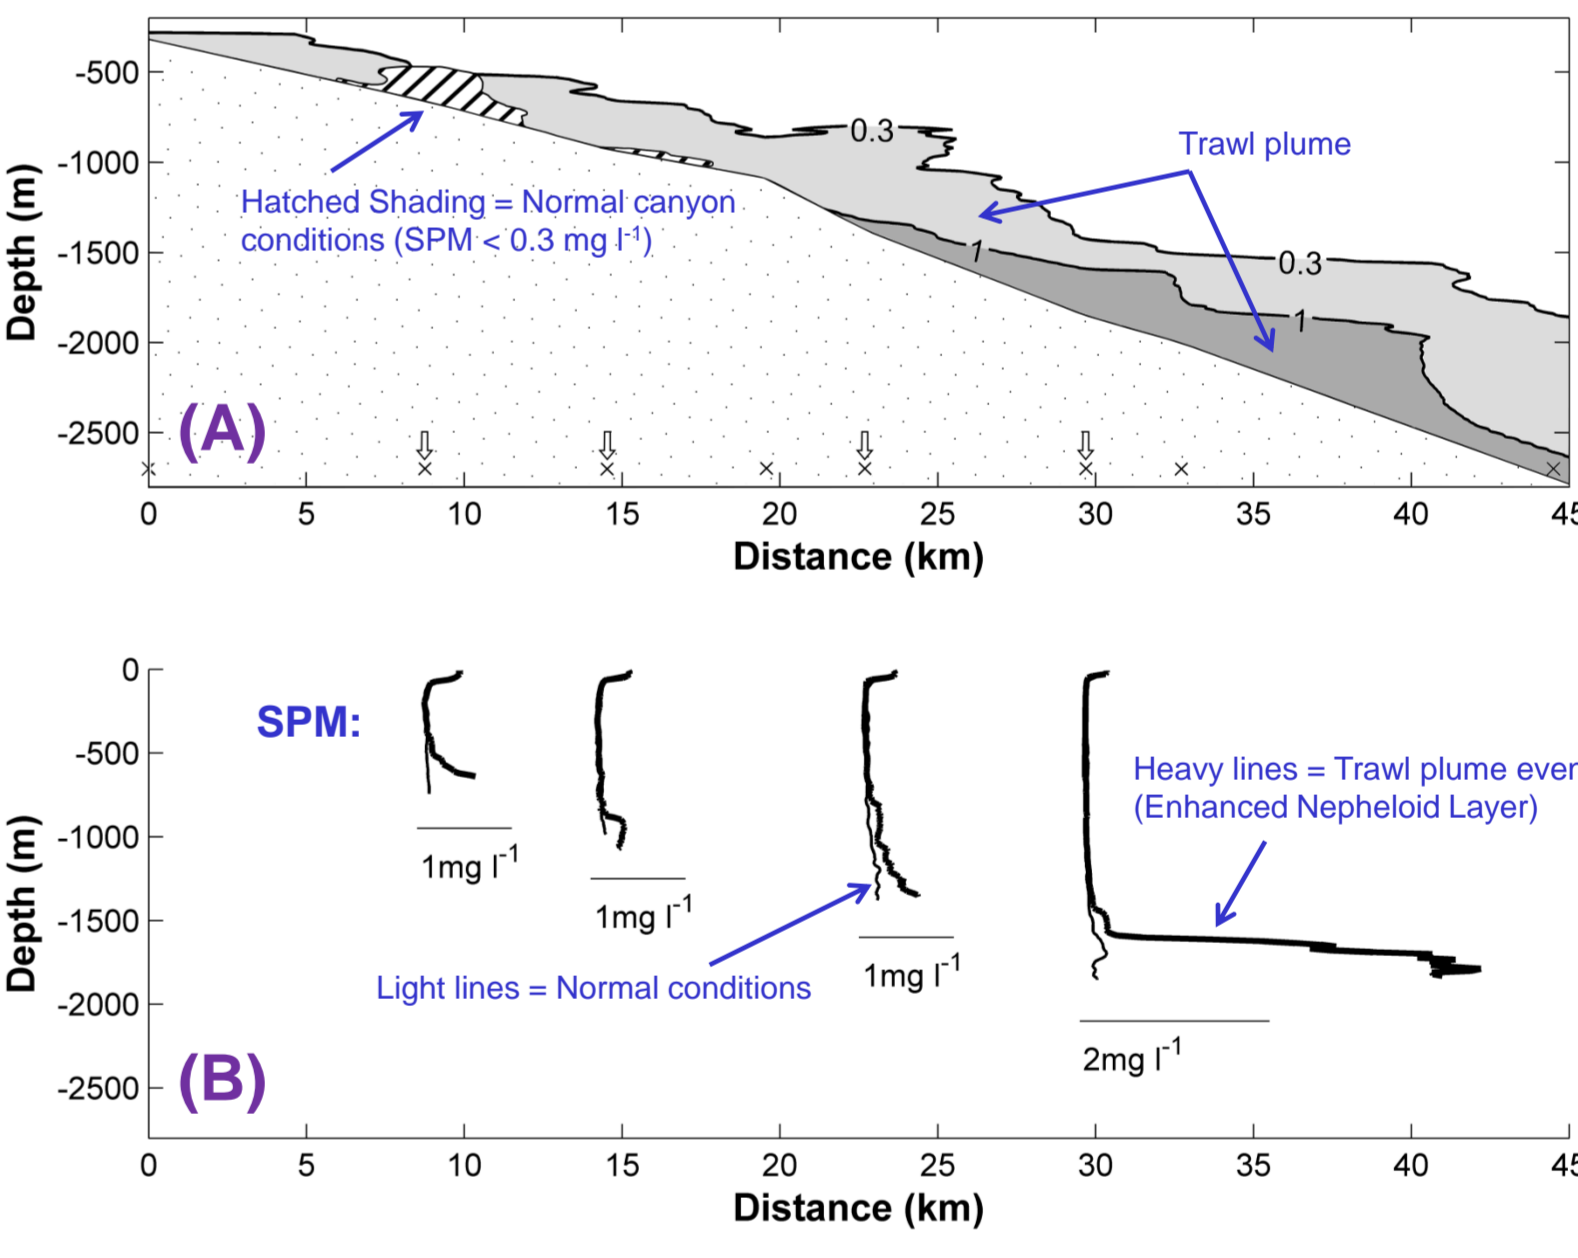 -500
-1000
-1500
-2000
-2500
Depth (m)
0.3
Trawl plume
Hatched Shading = Normal canyon
conditions (SPM < 0.3 mg l-1)
1
0.3
1
(A)
0 5 10 15 20 25 30 35 40 45
Distance (km)
0
-500
-1000
-1500
-2000
-2500
Depth (m)
SPM:
Heavy lines = Trawl plume ever
(Enhanced Nepheloid Layer)
1mg l-1
1mg l-1
1mg l-1
Light lines = Normal conditions
2mg l-1
(B)
0 5 10 15 20 25 30 35 40 45
Distance (km)